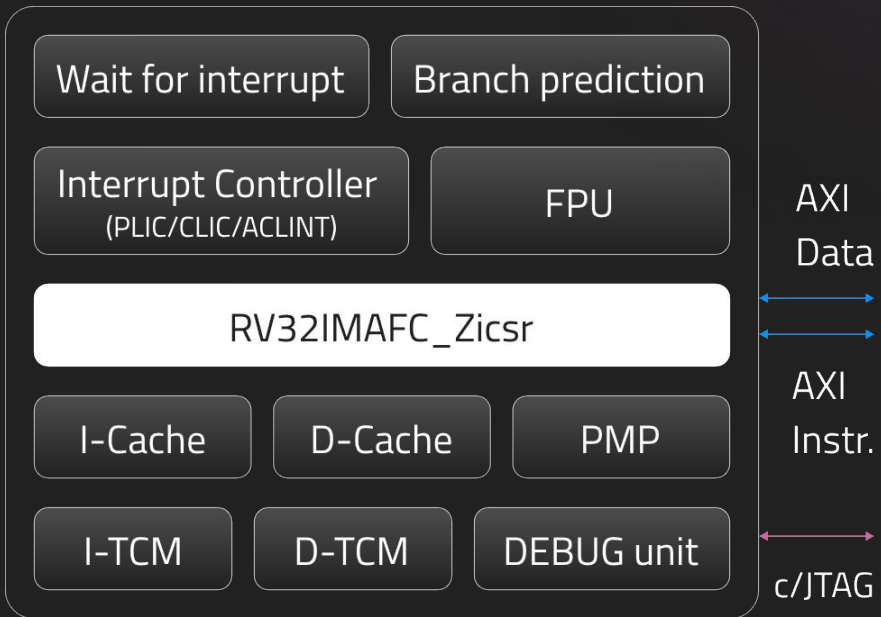 Wait for interrupt
Branch prediction
Interrupt Controller
(PLIC/CLIC/ACLINT)
FPU
AXI
Data
RV32IMAFC_Zicsr
AXI
Instr.
I-Cache
D-Cache
PMP
I-TCM
D-TCM
DEBUG unit
c/JTAG